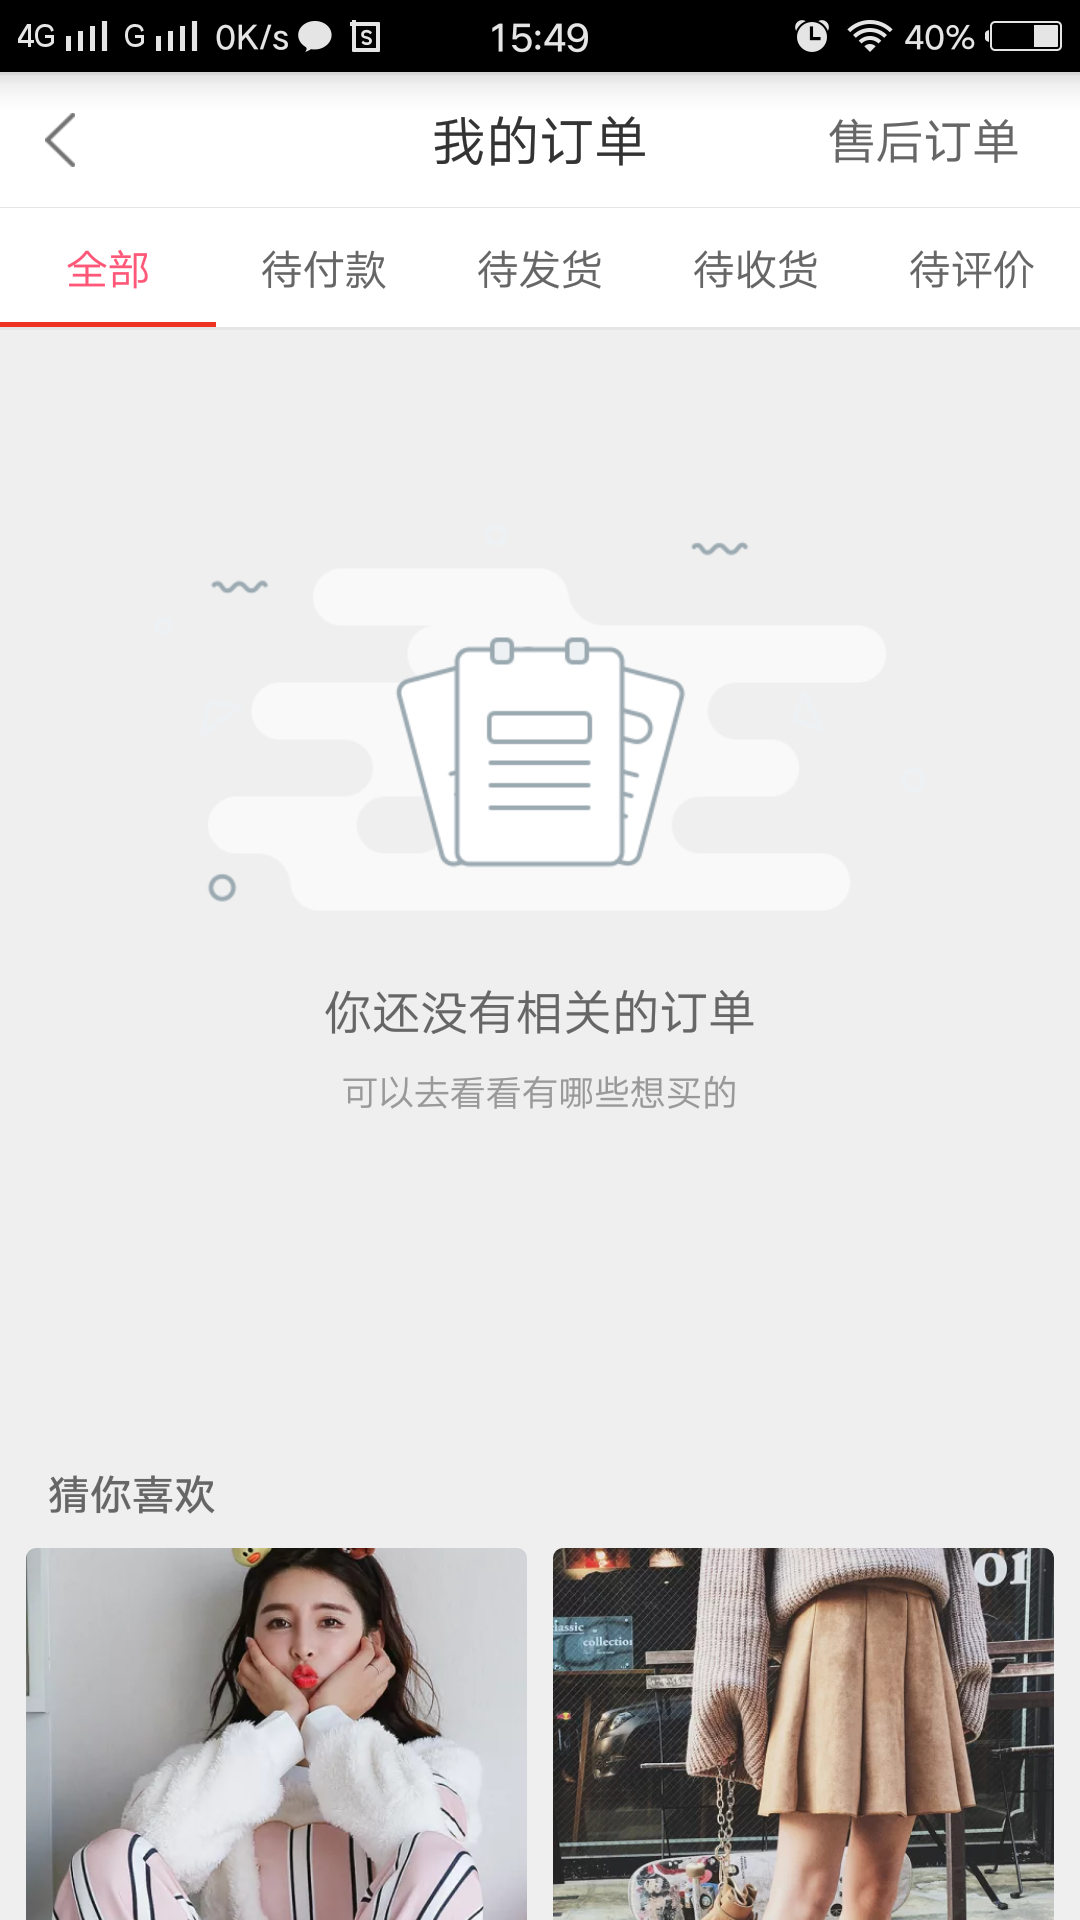 4G G 0K/s S 15:49 40%
我的订单 售后订单
全部 待付款 待发货 待收货 待评价
你还没有相关的订单
可以去看看有哪些想买的
猜你喜欢
or
collection